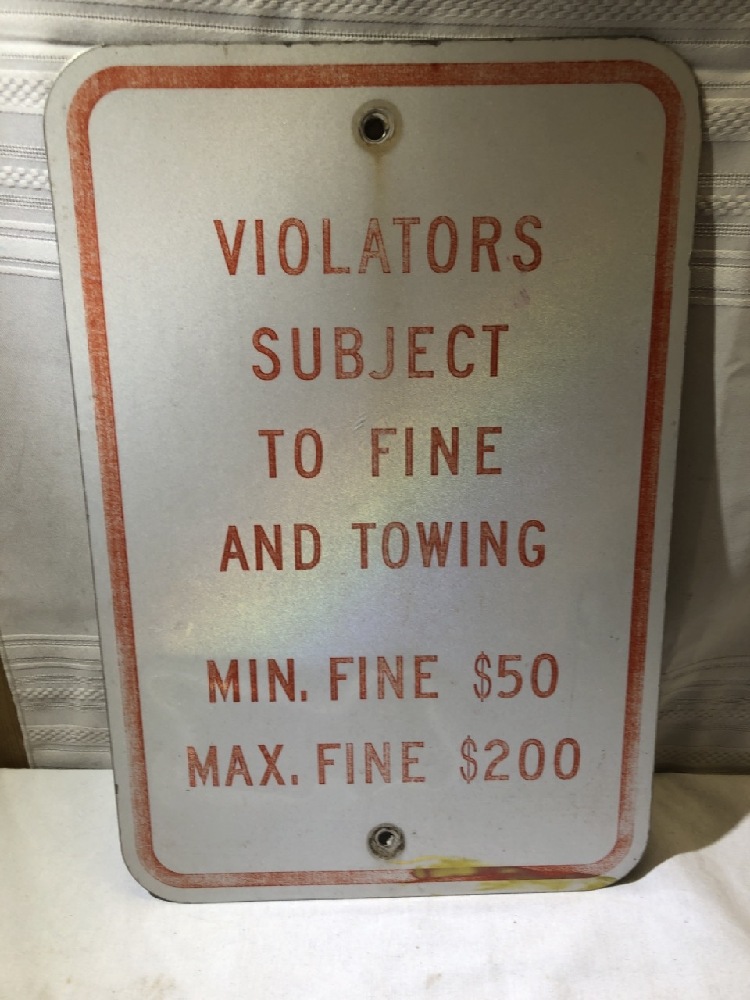 VIOLATORS
SUBJECT
TO FINE
AND TOWING
MIN. FINE $50
MAX. FINE $200